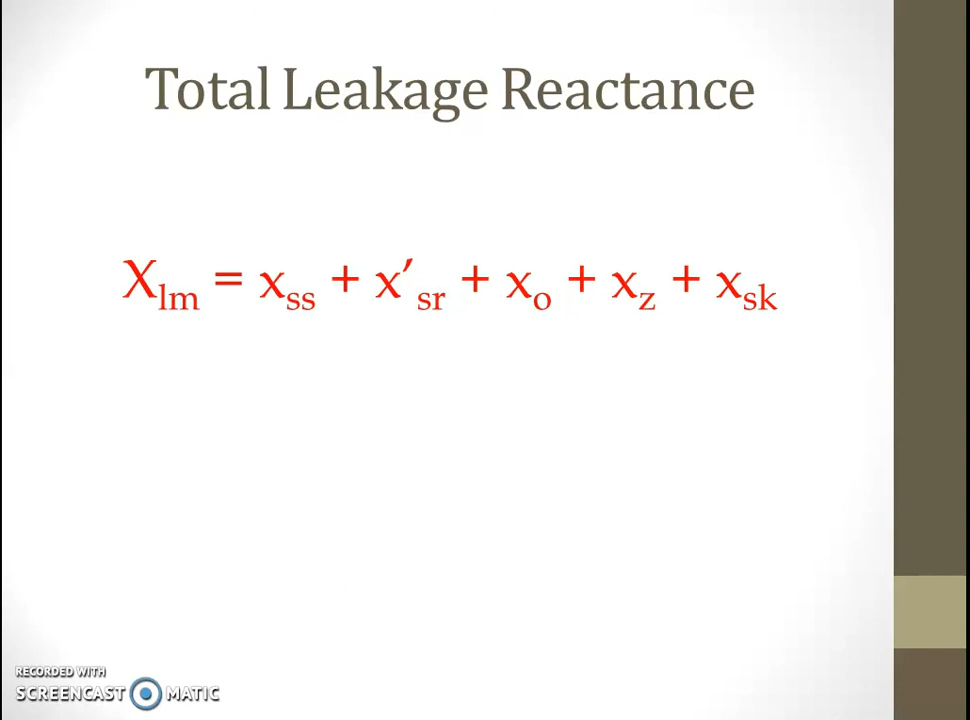 Total Leakage Reactance
Xlm = xss + x′sr + xo + xz + xsk
RECORDED WITH
SCREENCAST MATIC